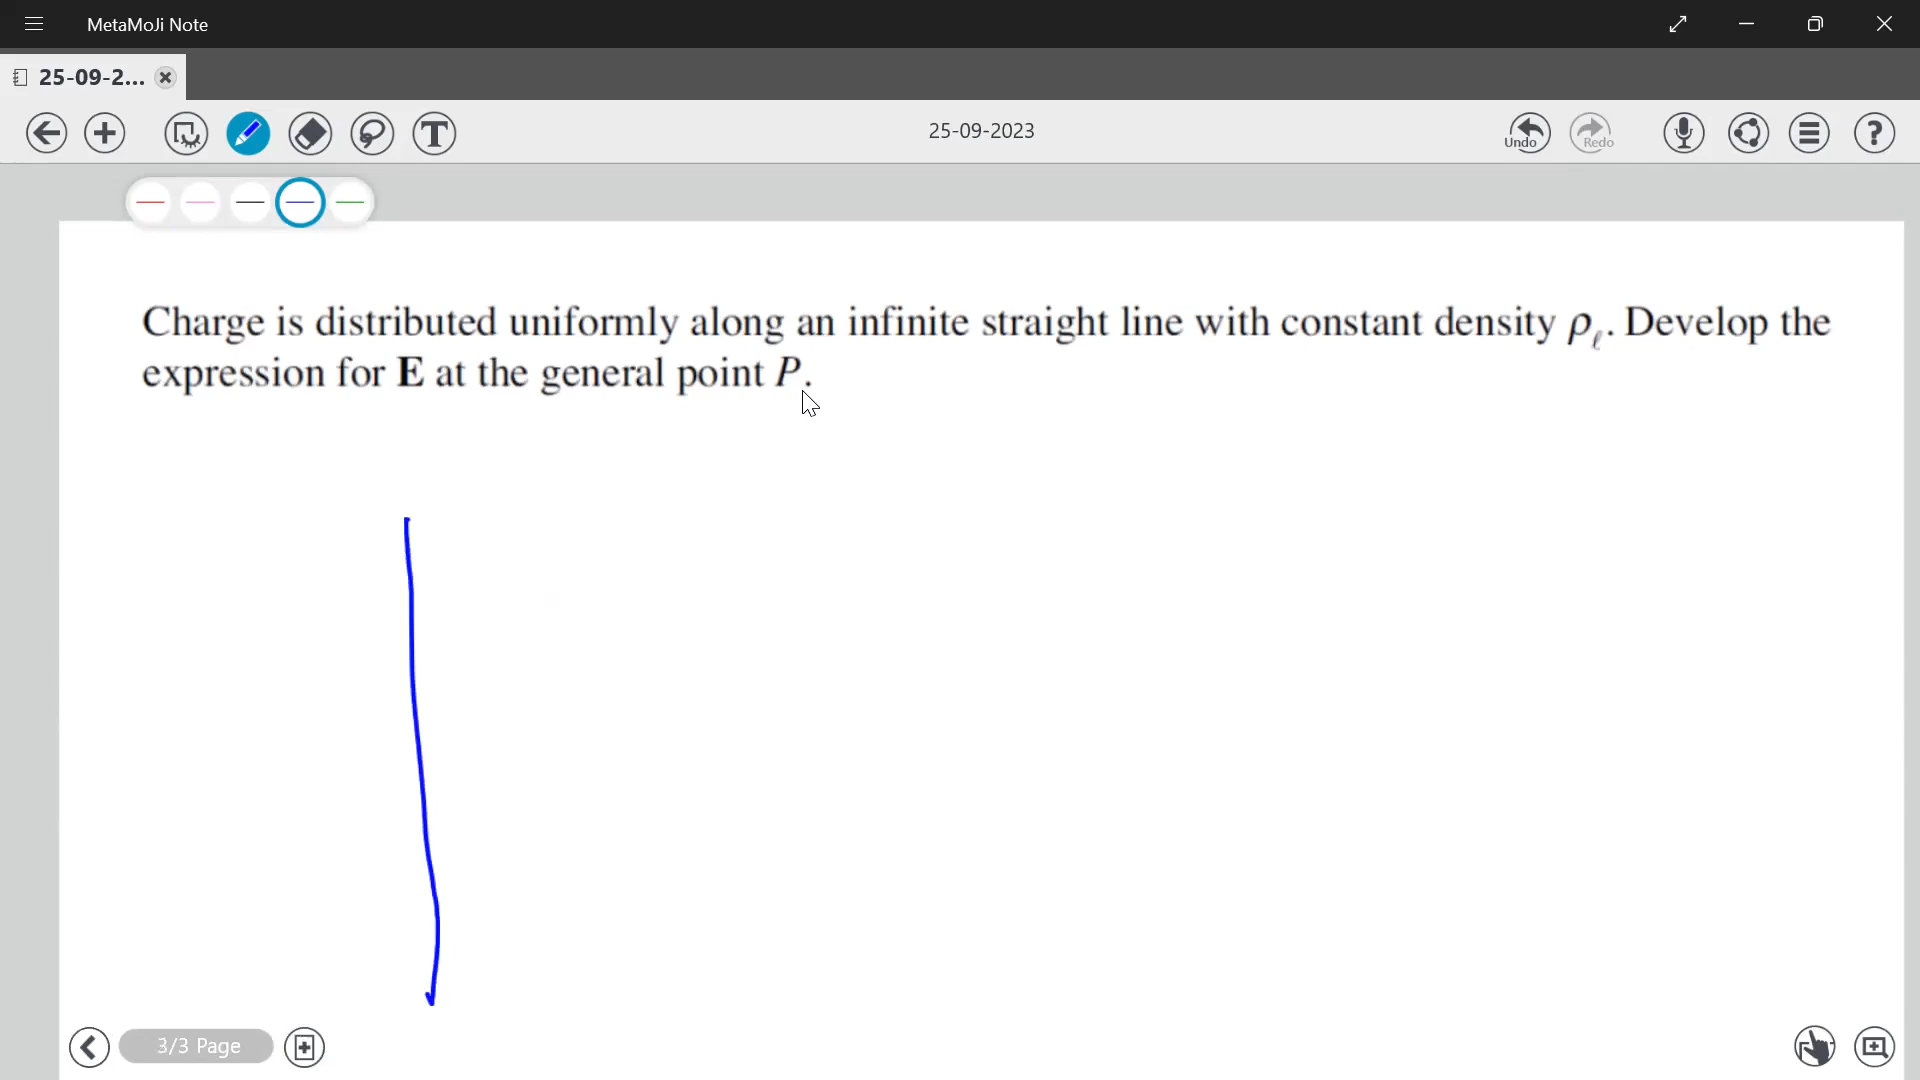 MetaMoJi Note
25-09-2...
25-09-2023
Undo
Redo
Charge is distributed uniformly along an infinite straight line with constant density ρℓ. Develop the
expression for E at the general point P.
3/3 Page